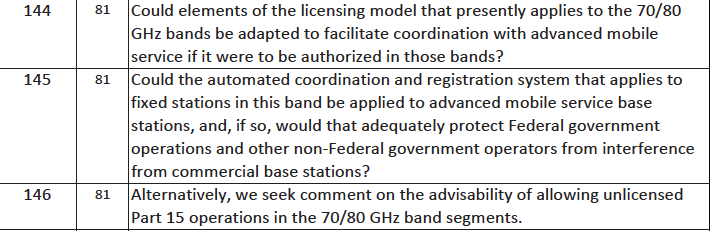 144 81 Could elements of the licensing model that presently applies to the 70/80
GHz bands be adapted to facilitate coordination with advanced mobile
service if it were to be authorized in those bands?
145 81 Could the automated coordination and registration system that applies to
fixed stations in this band be applied to advanced mobile service base
stations, and, if so, would that adequately protect Federal government
operations and other non-Federal government operators from interference
from commercial base stations?
146 81 Alternatively, we seek comment on the advisability of allowing unlicensed
Part 15 operations in the 70/80 GHz band segments.